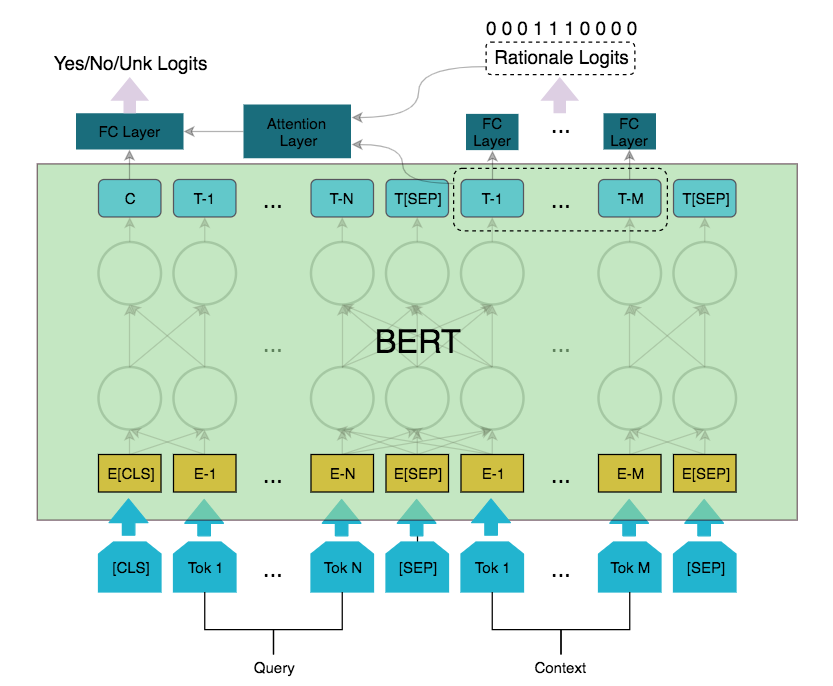 0 0 0 1 1 1 0 0 0 0
Rationale Logits
Yes/No/Unk Logits
FC Layer
Attention
Layer
FC
Layer
...
FC
Layer
C
T-1
...
T-N
T[SEP]
T-1
...
T-M
T[SEP]
BERT
...
...
E[CLS]
E-1
...
E-N
E[SEP]
E-1
...
E-M
E[SEP]
[CLS]
Tok 1
...
Tok N
[SEP]
Tok 1
...
Tok M
[SEP]
Query
Context